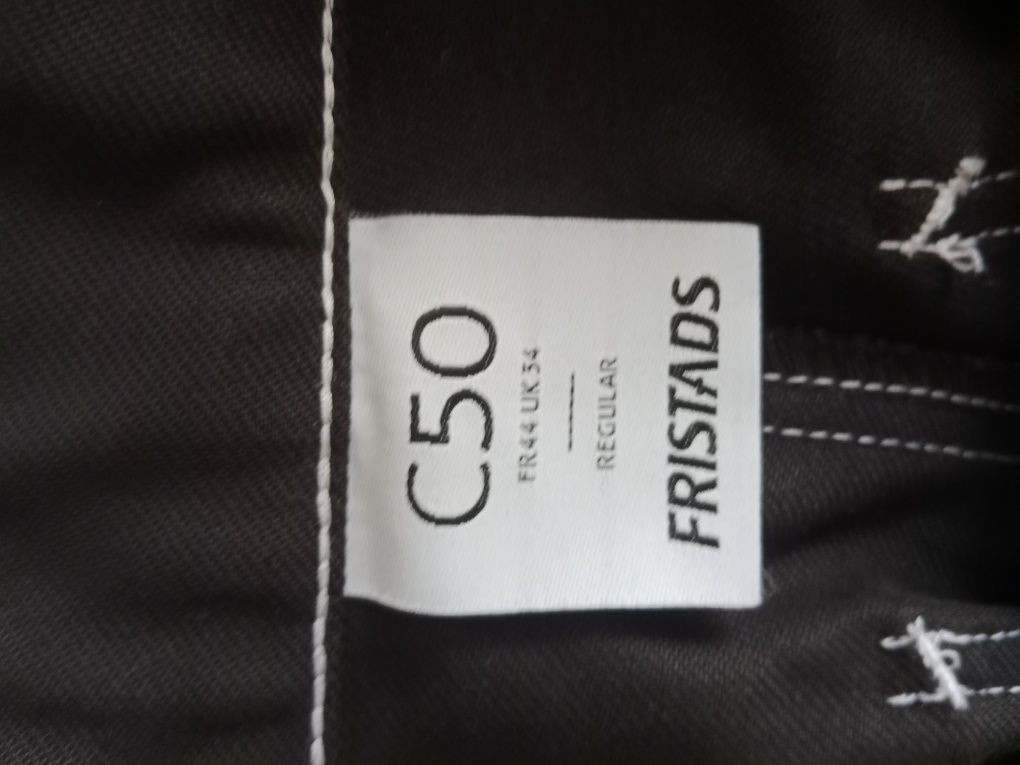 C50
FR44 UK34
REGULAR
FRISTADS